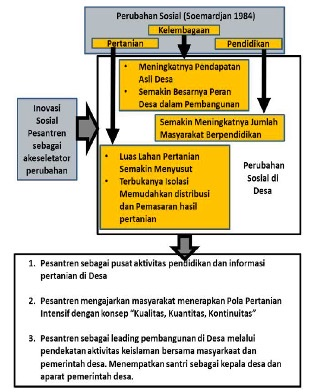 Perubahan Sosial (Soemardjan 1984)
Kelembagaan
Pertanian
Pendidikan
• Meningkatnya Pendapatan
Asli Desa
• Semakin Besarnya Peran
Desa dalam Pembangunan
Inovasi
Sosial
Pesantren
sebagai
akeseletator
perubahan
Semakin Meningkatnya Jumlah
Masyarakat Berpendidikan
• Luas Lahan Pertanian
Semakin Menyusut
• Terbukanya Isolasi
Memudahkan distribusi
dan Pemasaran hasil
pertanian
Perubahan
Sosial di
Desa
1. Pesantren sebagai pusat aktivitas pendidikan dan informasi
pertanian di Desa
2. Pesantren mengajarkan masyarakat menerapkan Pola Pertanian
Intensif dengan konsep “Kualitas, Kuantitas, Kontinuitas”
3. Pesantren sebagai leading pembangunan di Desa melalui
pendekatan aktivitas keislaman bersama masyarkaat dan
pemerintah desa. Menempatkan santri sebagai kepala desa dan
aparat pemerintah desa.